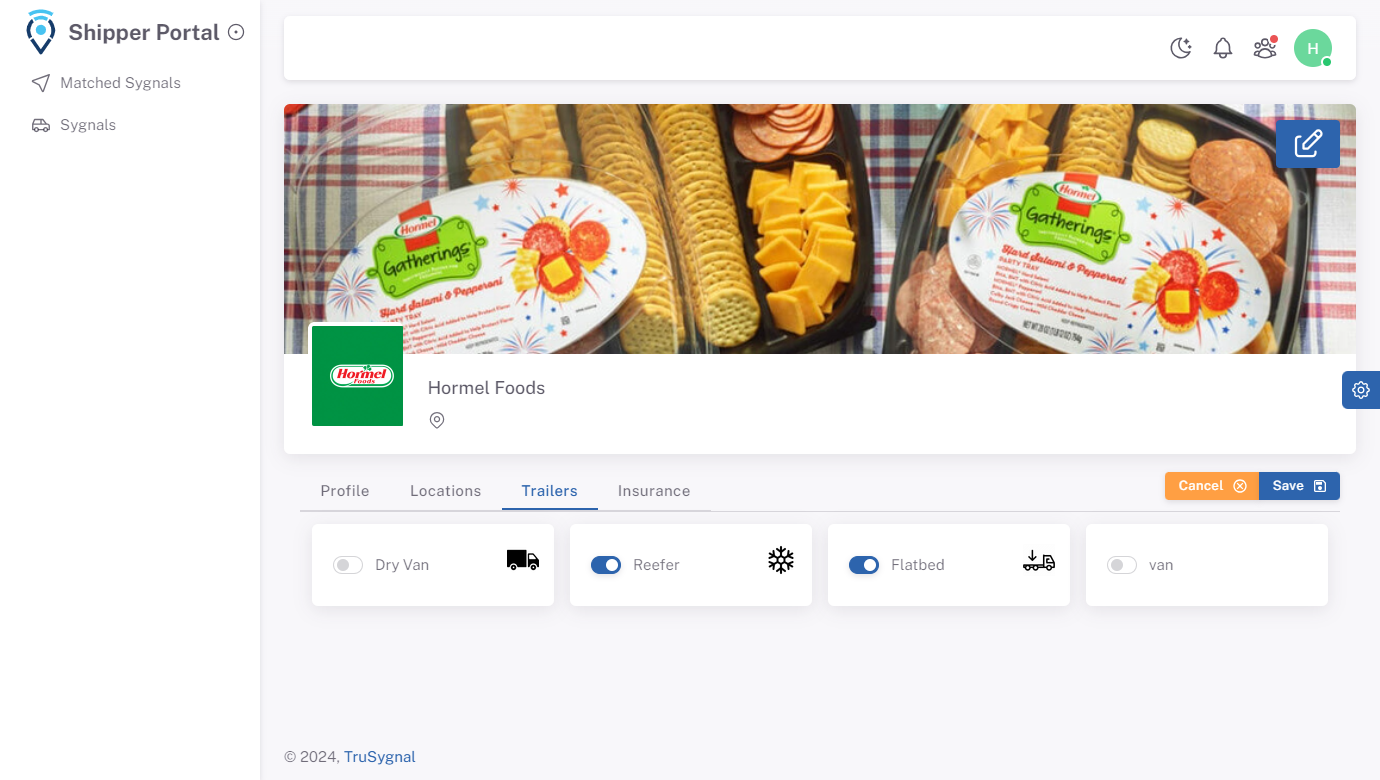 Shipper Portal
Matched Sygnals
Sygnals
H
Hormel
Gatherings
Hard Salami & Pepperoni
PARTY TRAY
Hormel
Gatherings
Hard Salami & Pepperoni
PARTY TRAY
Hormel
Foods
Hormel Foods
Profile
Locations
Trailers
Insurance
Cancel
Save
Dry Van
Reefer
Flatbed
van
© 2024, TruSygnal